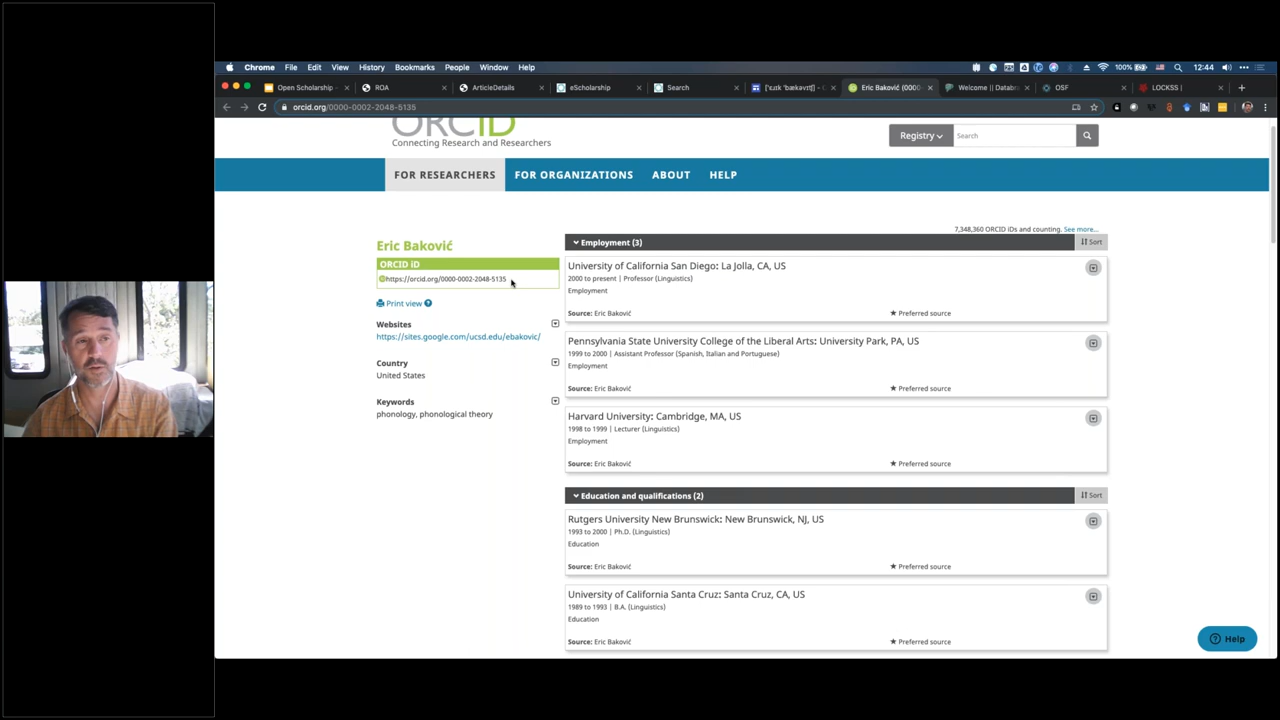 Chrome File Edit View History Bookmarks People Window Help 100% 12:44
Open Scholarship ROA ArticleDetails eScholarship Search Eric Baković (0000 Welcome || Datab OSF LOCKSS |
orcid.org/0000-0002-2048-5135
ORCID
Connecting Research and Researchers
Registry Search
FOR RESEARCHERS FOR ORGANIZATIONS ABOUT HELP
7,348,360 ORCID iDs and counting. See more...
Eric Baković
ORCID iD
https://orcid.org/0000-0002-2048-5135
Print view
Websites
https://sites.google.com/ucsd.edu/ebakovic/
Country
United States
Keywords
phonology, phonological theory
Employment (3) Sort
University of California San Diego: La Jolla, CA, US
2000 to present | Professor (Linguistics)
Employment
Source: Eric Baković ★ Preferred source
Pennsylvania State University College of the Liberal Arts: University Park, PA, US
1999 to 2000 | Assistant Professor (Spanish, Italian and Portuguese)
Employment
Source: Eric Baković ★ Preferred source
Harvard University: Cambridge, MA, US
1998 to 1999 | Lecturer (Linguistics)
Employment
Source: Eric Baković ★ Preferred source
Education and qualifications (2) Sort
Rutgers University New Brunswick: New Brunswick, NJ, US
1993 to 2000 | Ph.D. (Linguistics)
Education
Source: Eric Baković ★ Preferred source
University of California Santa Cruz: Santa Cruz, CA, US
1989 to 1993 | B.A. (Linguistics)
Education
Source: Eric Baković ★ Preferred source
Help